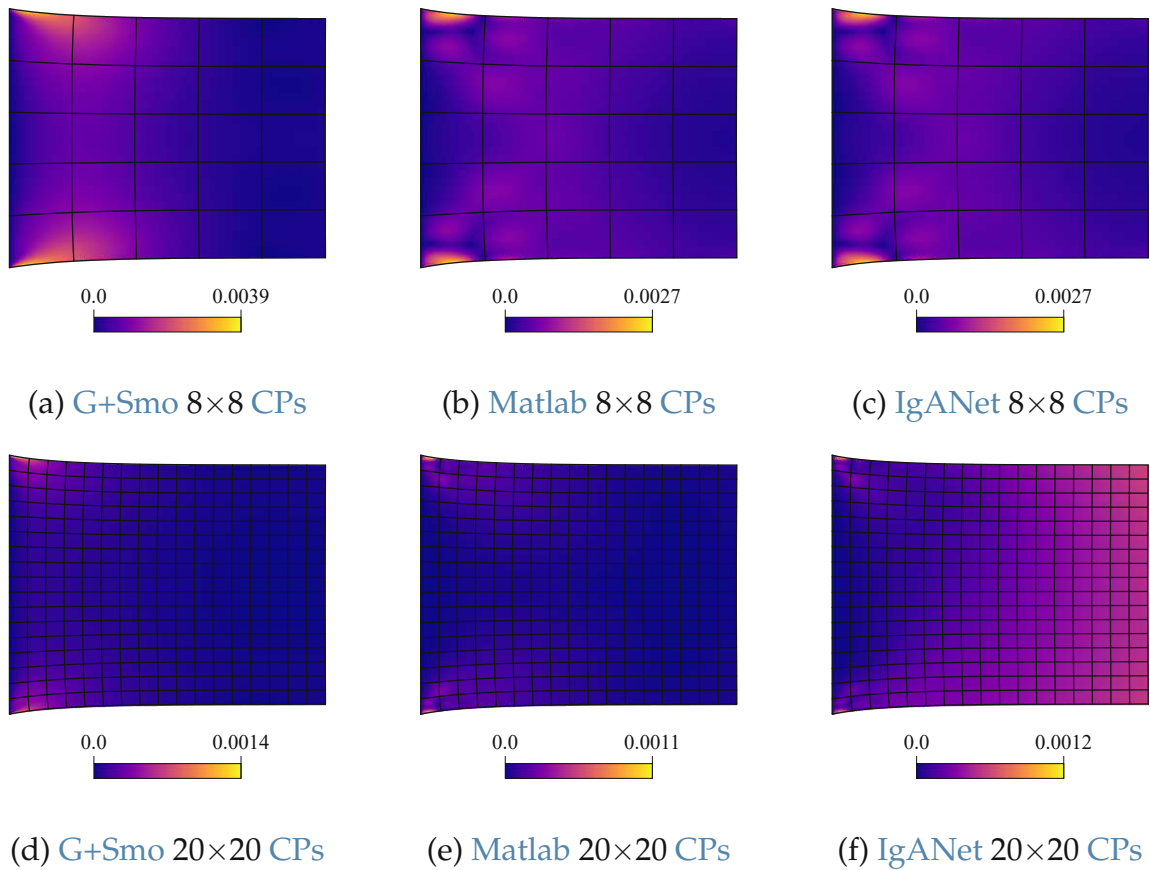 0.0 0.0039 0.0 0.0027 0.0 0.0027
(a) G+Smo 8×8 CPs (b) Matlab 8×8 CPs (c) IgANet 8×8 CPs
0.0 0.0014 0.0 0.0011 0.0 0.0012
(d) G+Smo 20×20 CPs (e) Matlab 20×20 CPs (f) IgANet 20×20 CPs